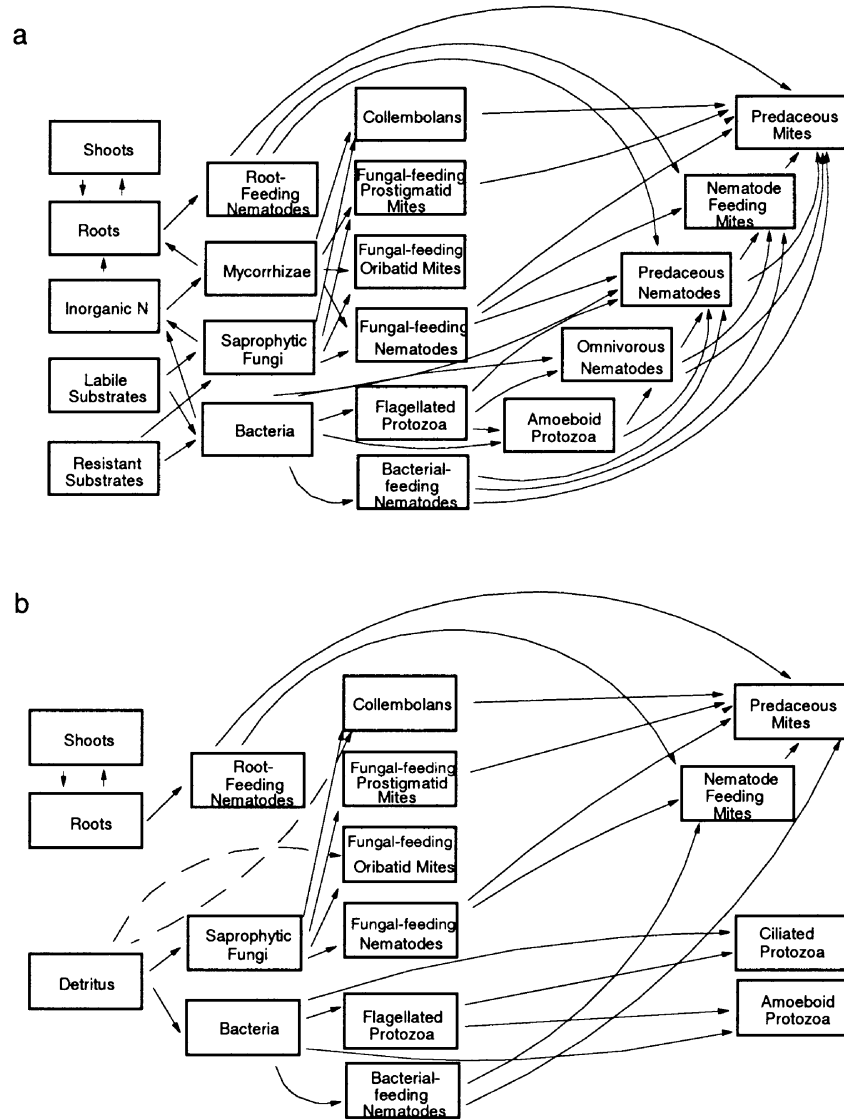 a
Collembolans
Predaceous
Mites
Shoots
Root-
Feeding
Nematodes
Fungal-feeding
Prostigmatid
Mites
Nematode
Feeding
Mites
Roots
Mycorrhizae
Fungal-feeding
Oribatid Mites
Predaceous
Nematodes
Inorganic N
Saprophytic
Fungi
Fungal-feeding
Nematodes
Omnivorous
Nematodes
Labile
Substrates
Bacteria
Flagellated
Protozoa
Amoeboid
Protozoa
Resistant
Substrates
Bacterial-
feeding
Nematodes
b
Collembolans
Predaceous
Mites
Shoots
Root-
Feeding
Nematodes
Fungal-feeding
Prostigmatid
Mites
Nematode
Feeding
Mites
Roots
Fungal-feeding
Oribatid Mites
Saprophytic
Fungi
Fungal-feeding
Nematodes
Ciliated
Protozoa
Detritus
Bacteria
Flagellated
Protozoa
Amoeboid
Protozoa
Bacterial-
feeding
Nematodes